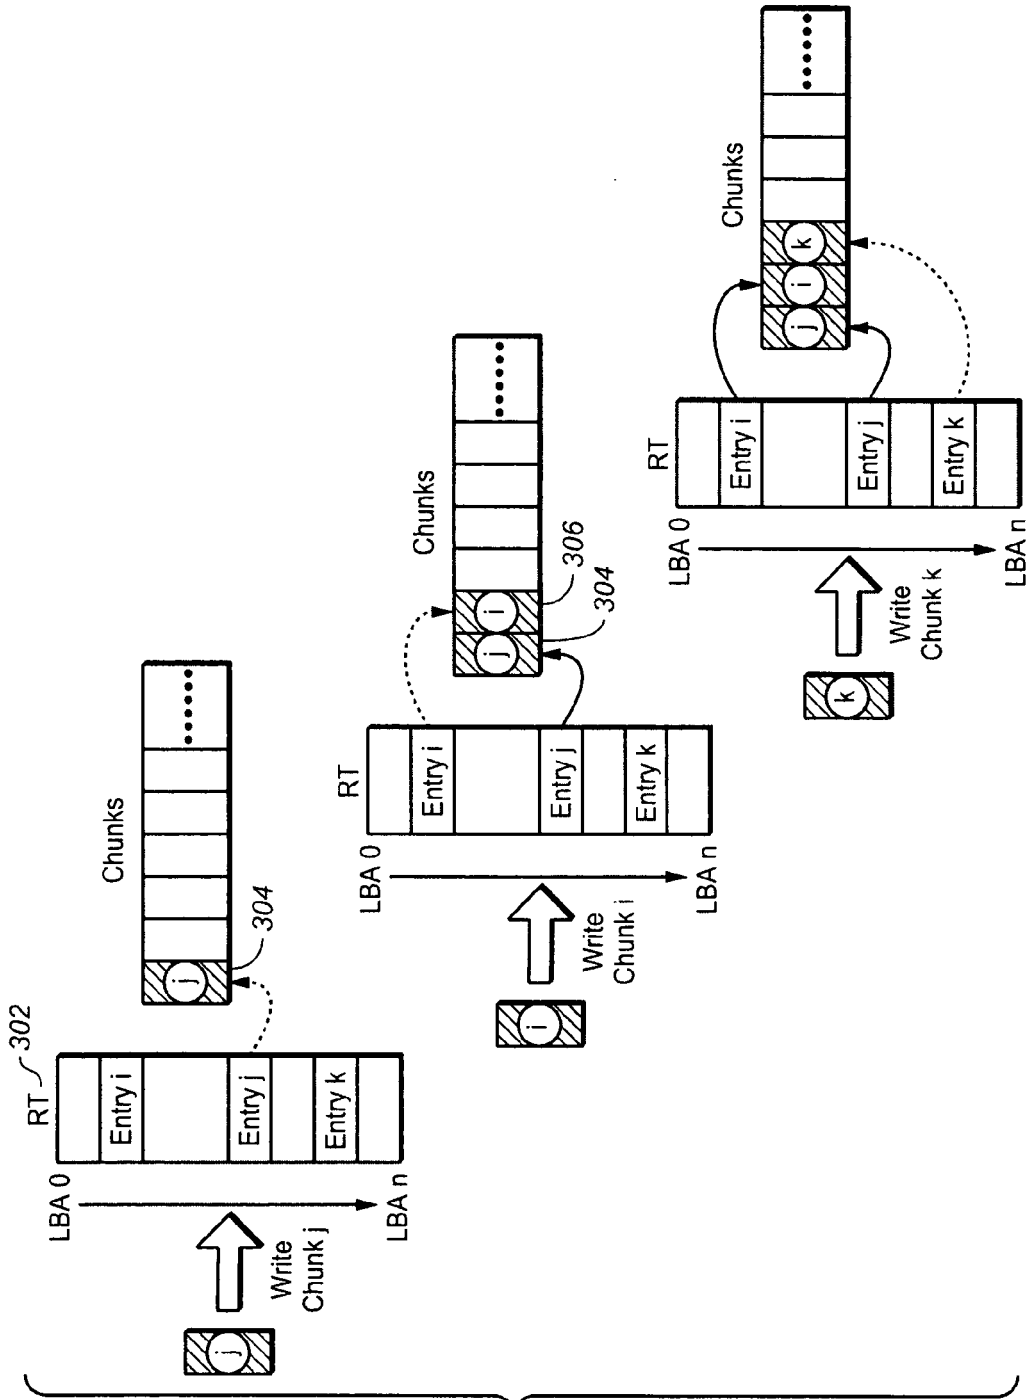 RT 302
LBA 0
Entry i
Entry j
Entry k
LBA n
j
Write
Chunk j
Chunks
j
......
304
RT
LBA 0
Entry i
Entry j
Entry k
LBA n
i
Write
Chunk i
Chunks
j i
......
306
304
RT
LBA 0
Entry i
Entry j
Entry k
LBA n
k
Write
Chunk k
Chunks
j i k
......